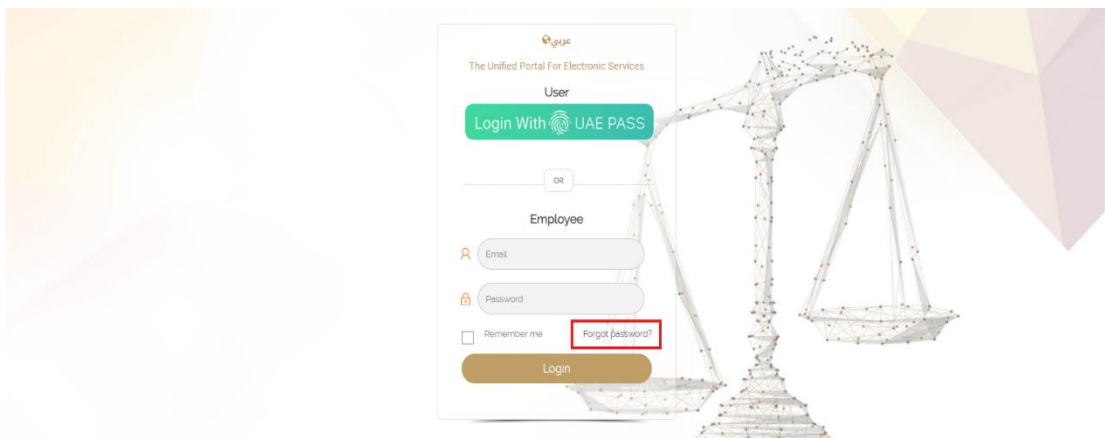 عربي
The Unified Portal For Electronic Services
User
Login With UAE PASS
OR
Employee
Email
Password
Remember me Forgot password?
Login